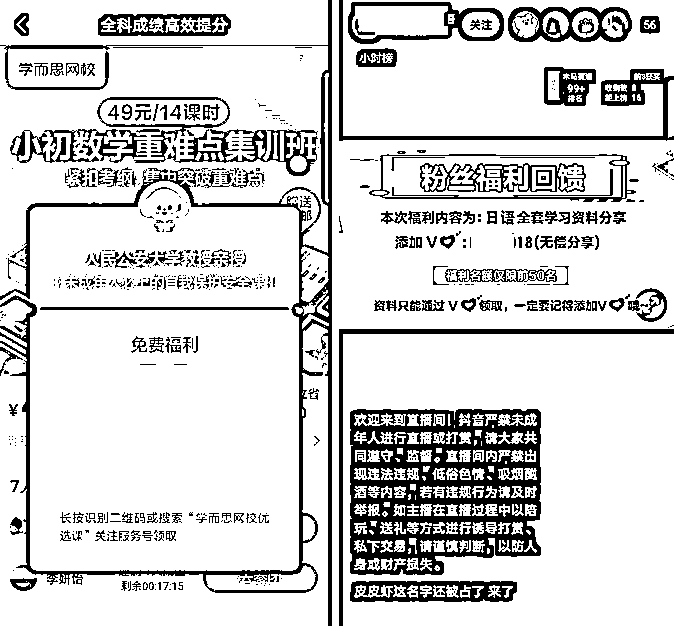 全科成绩高效提分
学而思网校
49元/14课时
小初数学重难点集训班
紧扣考纲,集中突破重难点
人民公安大学教授亲授
免费福利
长按识别二维码或搜索“学而思网校优
选课”关注服务号领取
李妍怡
剩余00:17:15
关注
56
小时榜
99+
排名
粉丝福利回馈
本次福利内容为:日语全套学习资料分享
添加V:
18(无偿分享)
福利名额仅限前50名
资料只能通过V领取,一定要记得添加V哦
欢迎来到直播间!抖音严禁未成
年人进行直播或打赏,请大家共
同遵守、监督。直播间内严禁出
现违法违规、低俗色情、吸烟酗
酒等内容,若有违规行为请及时
举报。如主播在直播过程中以陪
玩、送礼等方式进行诱导打赏、
私下交易,请谨慎判断,以防人
身或财产损失。
皮皮虾这名字还被占了 来了